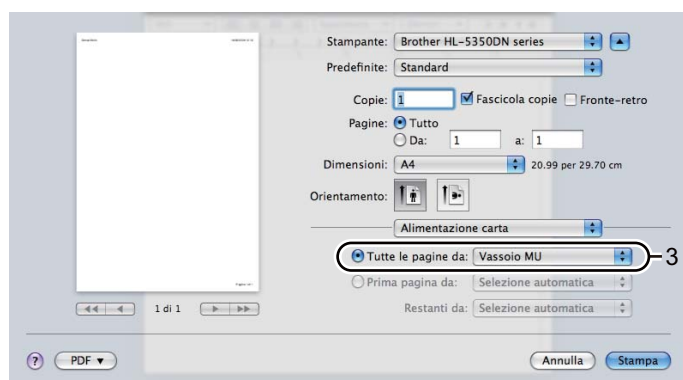 Stampante: Brother HL-5350DN series
Predefinite: Standard
Copie: 1 Fascicola copie Fronte-retro
Pagine: Tutto
Da: 1 a: 1
Dimensioni: A4 20.99 per 29.70 cm
Orientamento:
Alimentazione carta
Tutte le pagine da: Vassoio MU 3
Prima pagina da: Selezione automatica
1 di 1 Restanti da: Selezione automatica
? PDF Annulla Stampa